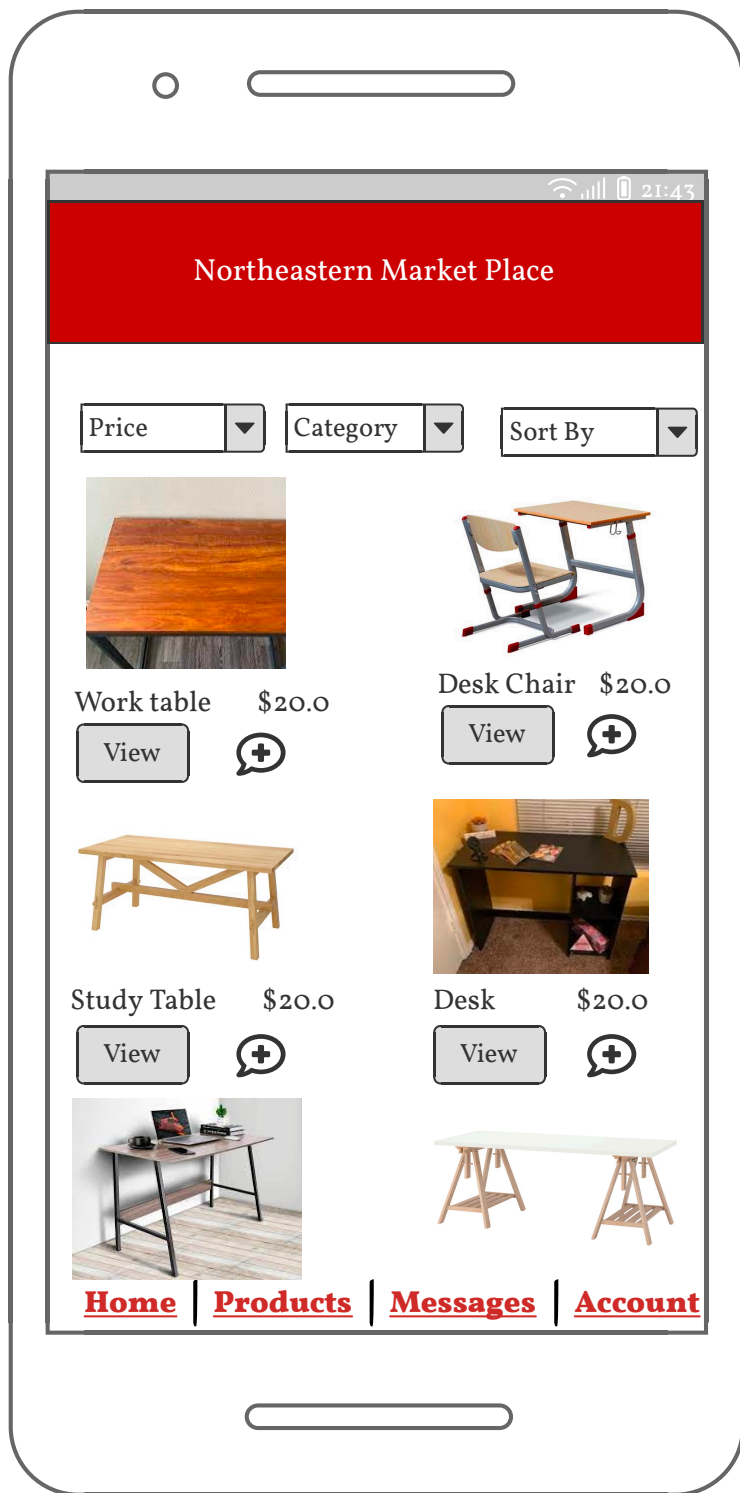 21:43
Northeastern Market Place
Price Category Sort By
Work table $20.0 Desk Chair $20.0
View View
Study Table $20.0 Desk $20.0
View View
Home Products Messages Account